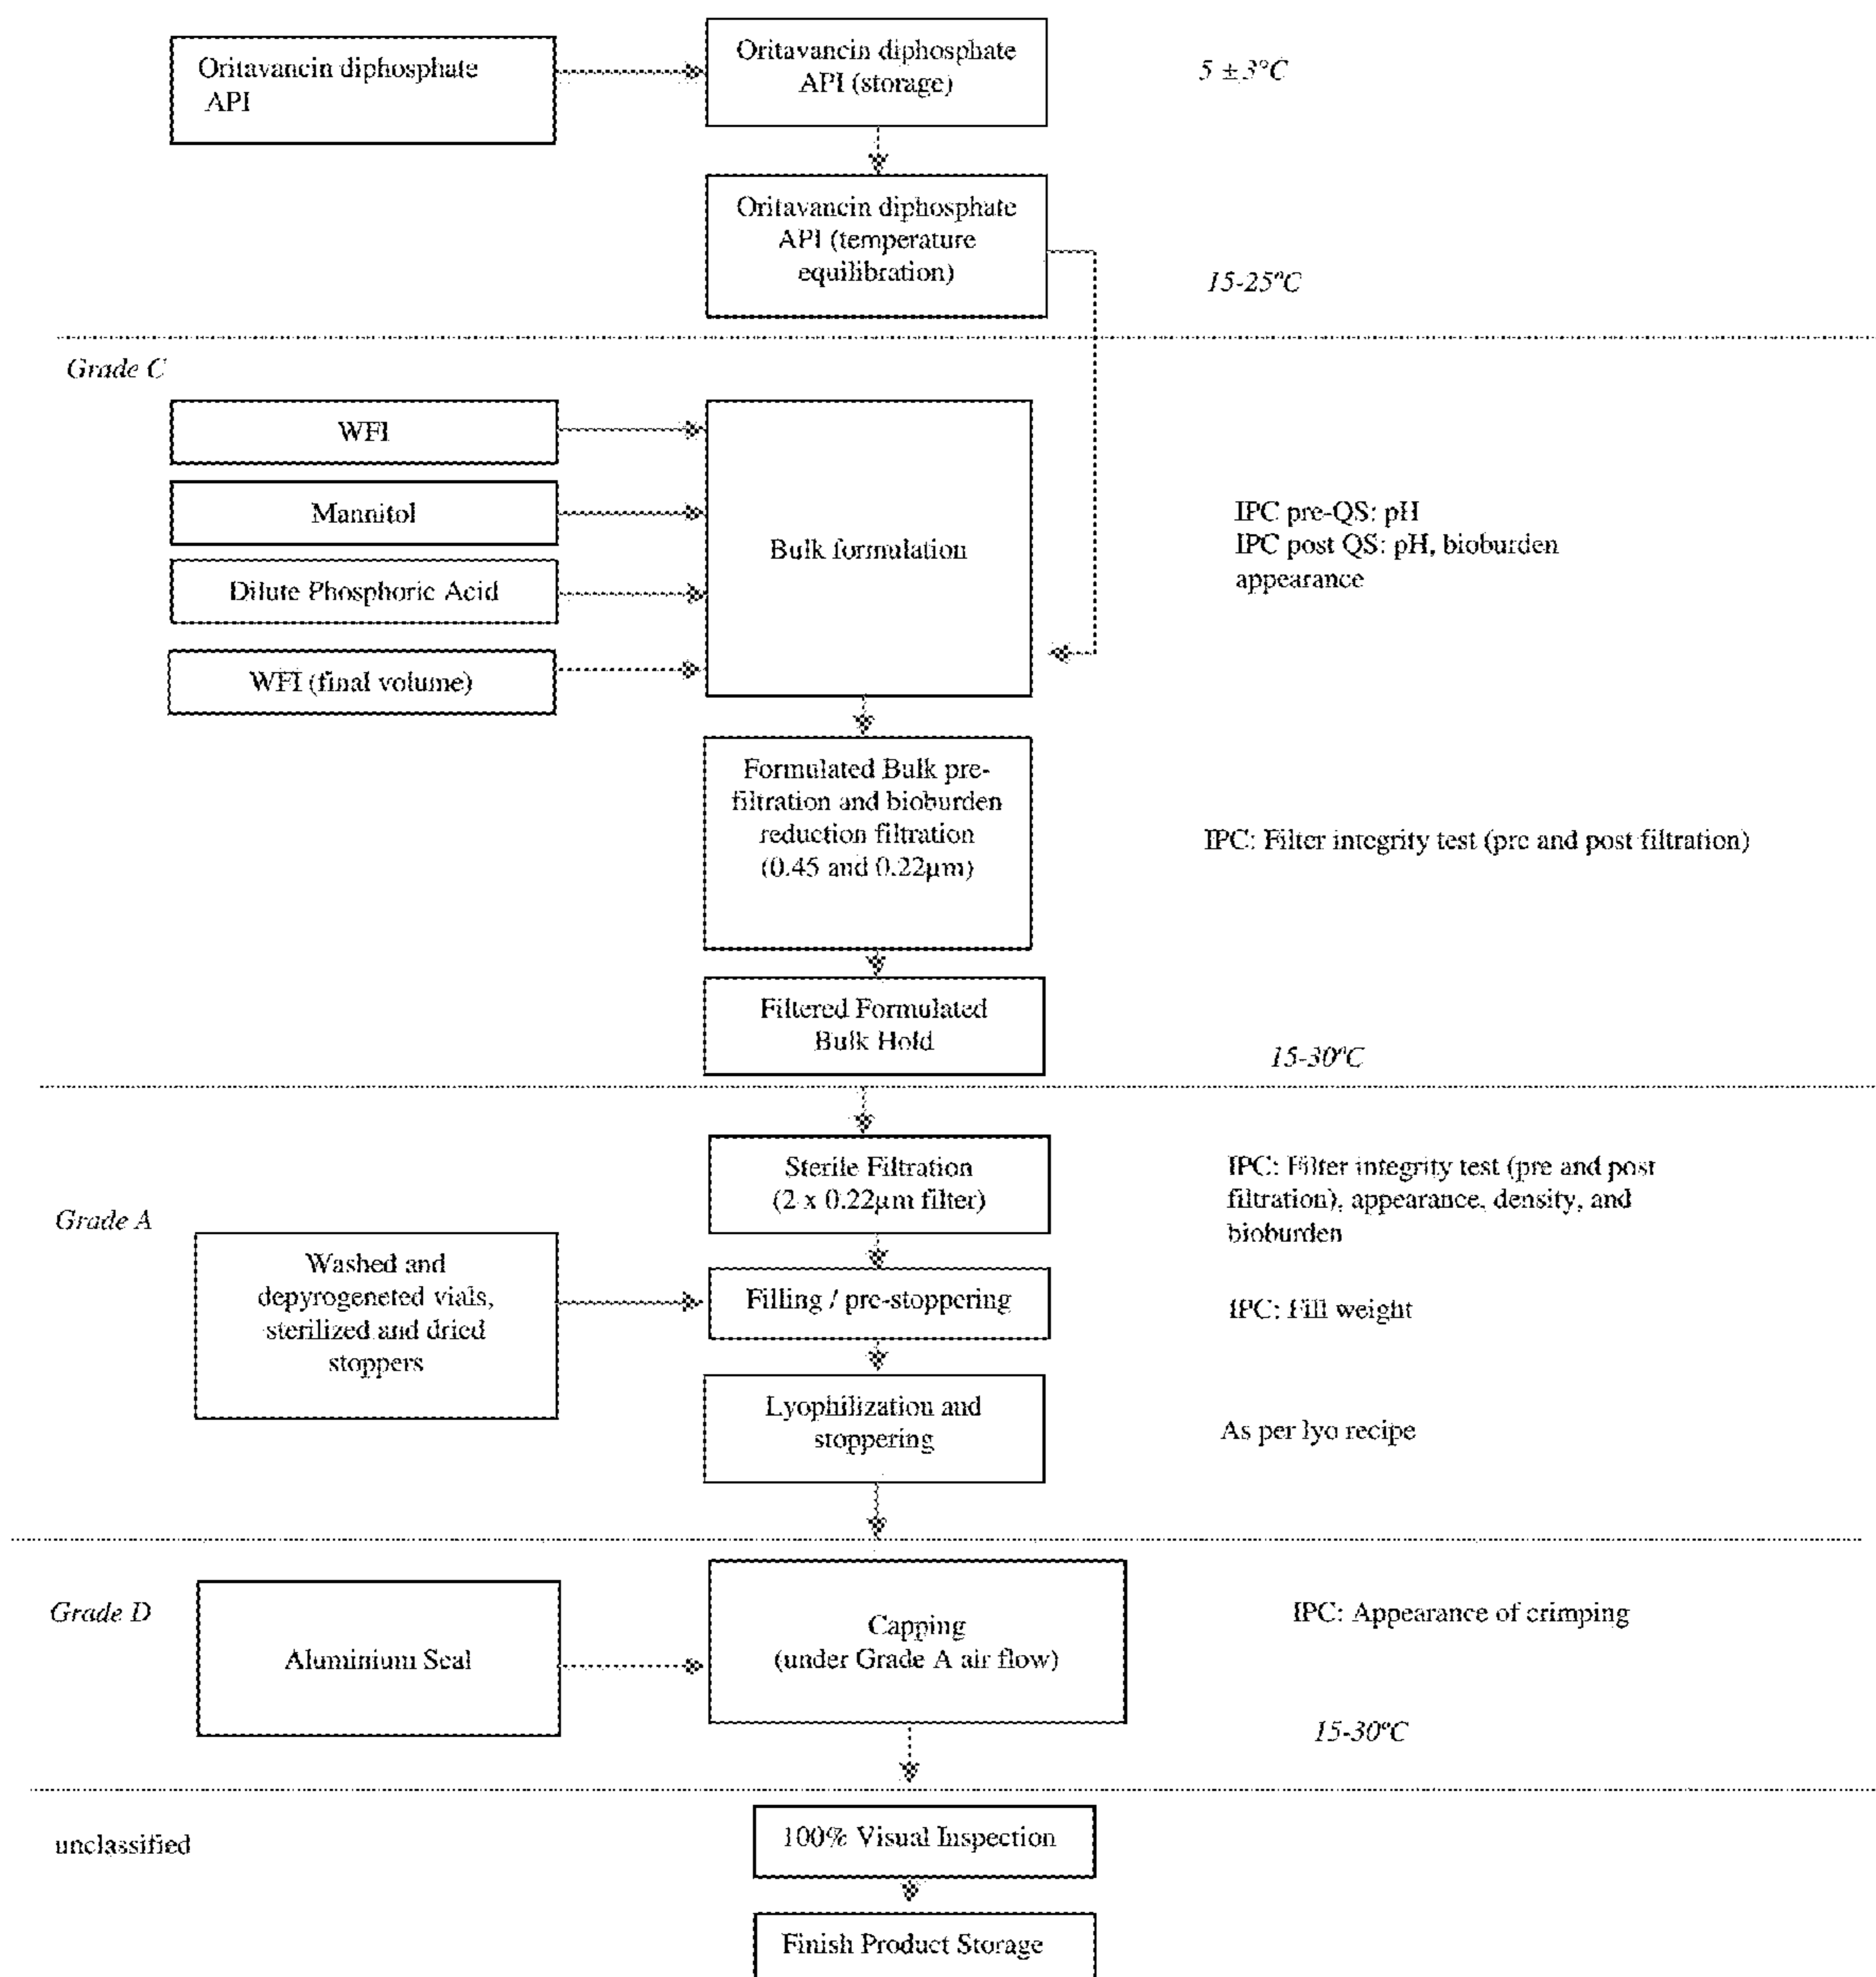 Oritavancin diphosphate
API
Oritavancin diphosphate
API (storage)
5 ±3°C
Oritavancin diphosphate
API (temperature
equilibration)
15-25°C
Grade C
WFI
Mannitol
Dilute Phosphoric Acid
WFI (final volume)
Bulk formulation
IPC pre-QS: pH
IPC post QS: pH, bioburden
appearance
Formulated Bulk pre-
filtration and bioburden
reduction filtration
(0.45 and 0.22µm)
IPC: Filter integrity test (pre and post filtration)
Filtered Formulated
Bulk Hold
15-30°C
Grade A
Sterile Filtration
(2 x 0.22µm filter)
IPC: Filter integrity test (pre and post
filtration), appearance, density, and
bioburden
Washed and
depyrogeneted vials,
sterilized and dried
stoppers
Filling / pre-stoppering
IPC: Fill weight
Lyophilization and
stoppering
As per lyo recipe
Grade D
Aluminium Seal
Capping
(under Grade A air flow)
IPC: Appearance of crimping
15-30°C
unclassified
100% Visual Inspection
Finish Product Storage